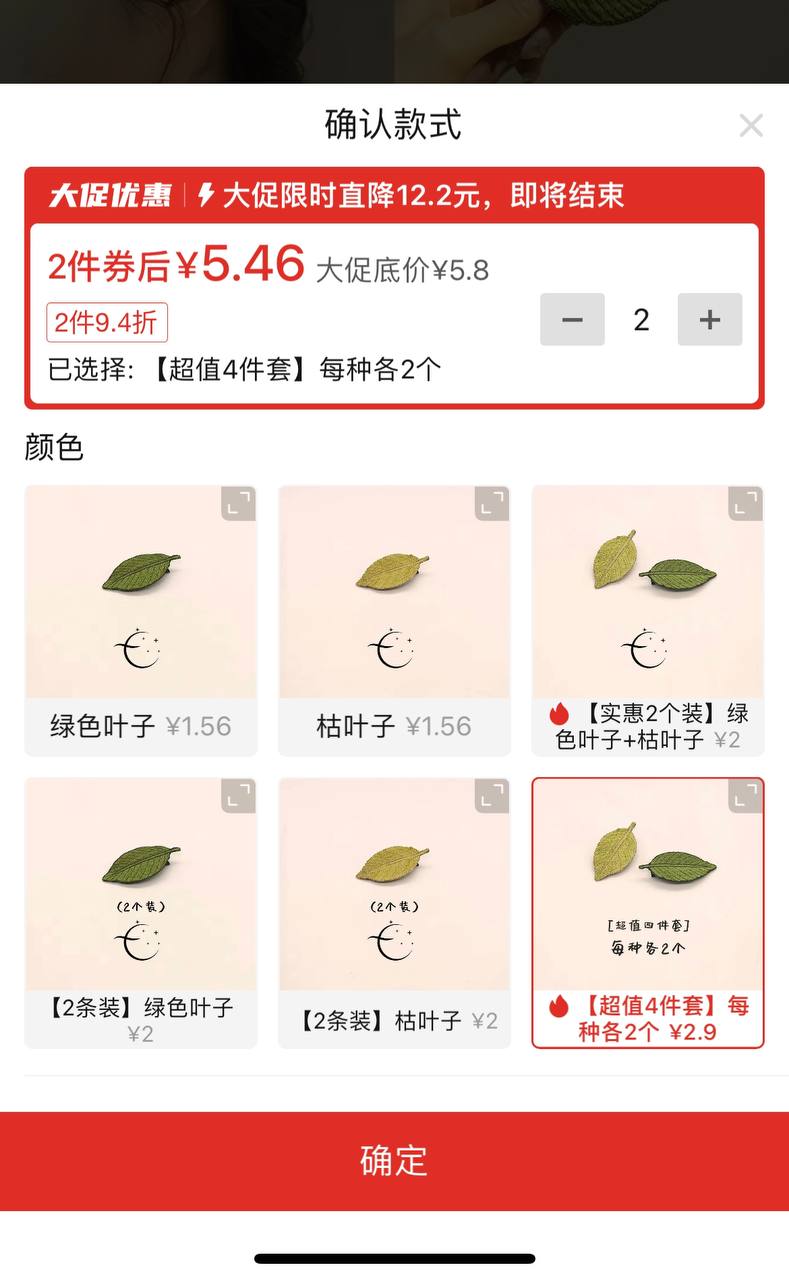 确认款式
大促优惠 大促限时直降12.2元，即将结束
2件券后¥5.46 大促底价¥5.8
2件9.4折
2
已选择: 【超值4件套】每种各2个
颜色
绿色叶子 ¥1.56
枯叶子 ¥1.56
【实惠2个装】绿
色叶子+枯叶子 ¥2
(2个装)
【2条装】绿色叶子
¥2
(2个装)
【2条装】枯叶子 ¥2
[超值四件套]
每种各2个
【超值4件套】每
种各2个 ¥2.9
确定